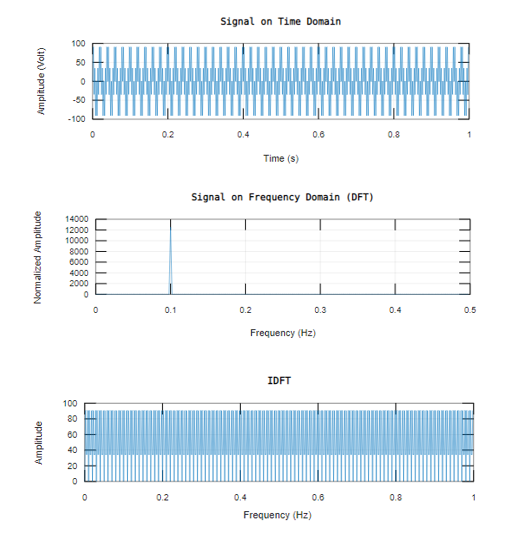 Signal on Time Domain
100
50
0
-50
-100
Amplitude (Volt)
0 0.2 0.4 0.6 0.8 1
Time (s)
Signal on Frequency Domain (DFT)
14000
12000
10000
8000
6000
4000
2000
0
Normalized Amplitude
0 0.1 0.2 0.3 0.4 0.5
Frequency (Hz)
IDFT
100
80
60
40
20
0
Amplitude
0 0.2 0.4 0.6 0.8 1
Frequency (Hz)